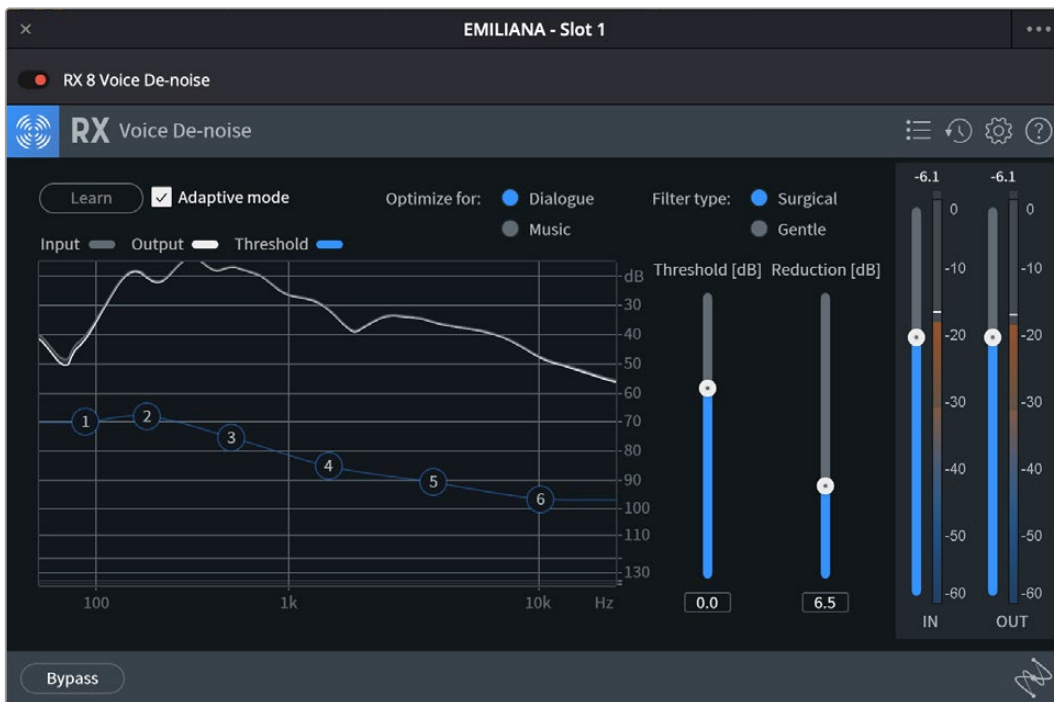 × EMILIANA - Slot 1 •••
RX 8 Voice De-noise
RX Voice De-noise ?
-6.1 -6.1
Learn Adaptive mode Optimize for: Dialogue Filter type: Surgical
Music Gentle
Input Output Threshold
Threshold [dB] Reduction [dB]
dB
-30
-40
-50
-60
-70
-80
-90
-100
-110
-130
1 2 3 4 5 6
100 1k 10k Hz
0.0 6.5
0 0
-10 -10
-20 -20
-30 -30
-40 -40
-50 -50
-60 -60
IN OUT
Bypass